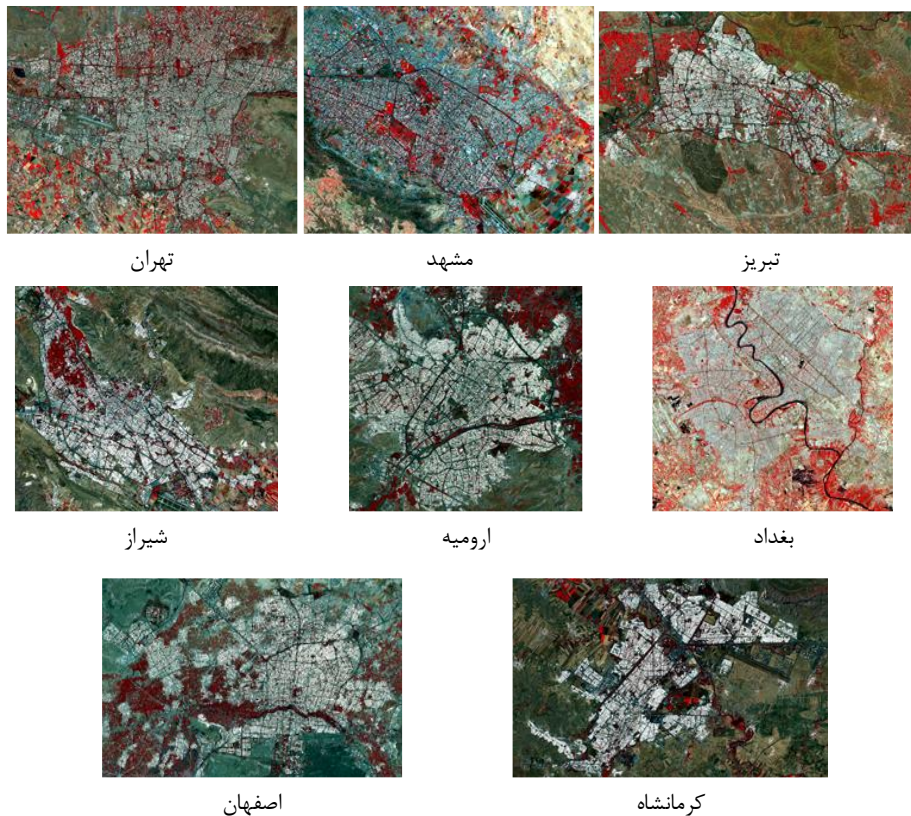 تهران
مشهد
تبریز
شیراز
ارومیه
بغداد
اصفهان
کرمانشاه